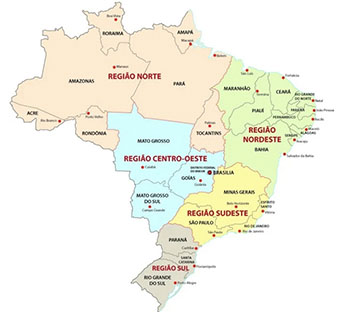 Boa Vista
RORAIMA
AMAPÁ
Macapá
Belém
São Luís
Fortaleza
Manaus
AMAZONAS
REGIÃO NORTE
PARÁ
MARANHÃO
Teresina
CEARÁ
RIO GRANDE
DO NORTE
Natal
PIAUÍ
João Pessoa
PERNAMBUCO
Recife
ACRE
Rio Branco
Porto Velho
Palmas
Maceió
ALAGOAS
REGIÃO
NORDESTE
SERGIPE
Aracaju
RONDÔNIA
TOCANTINS
MATO GROSSO
BAHIA
Salvador da Bahia
REGIÃO CENTRO-OESTE
Cuiabá
DISTRITO FEDERAL
BRASÍLIA
GOIÁS
Goiânia
MINAS GERAIS
MATO GROSSO
DO SUL
Campo Grande
Belo Horizonte
ESPÍRITO
SANTO
Vitória
REGIÃO SUDESTE
SÃO PAULO
RIO DE JANEIRO
Rio de Janeiro
São Paulo
PARANÁ
Curitiba
SANTA
CATARINA
Florianópolis
REGIÃO SUL
RIO GRANDE
DO SUL
Porto Alegre